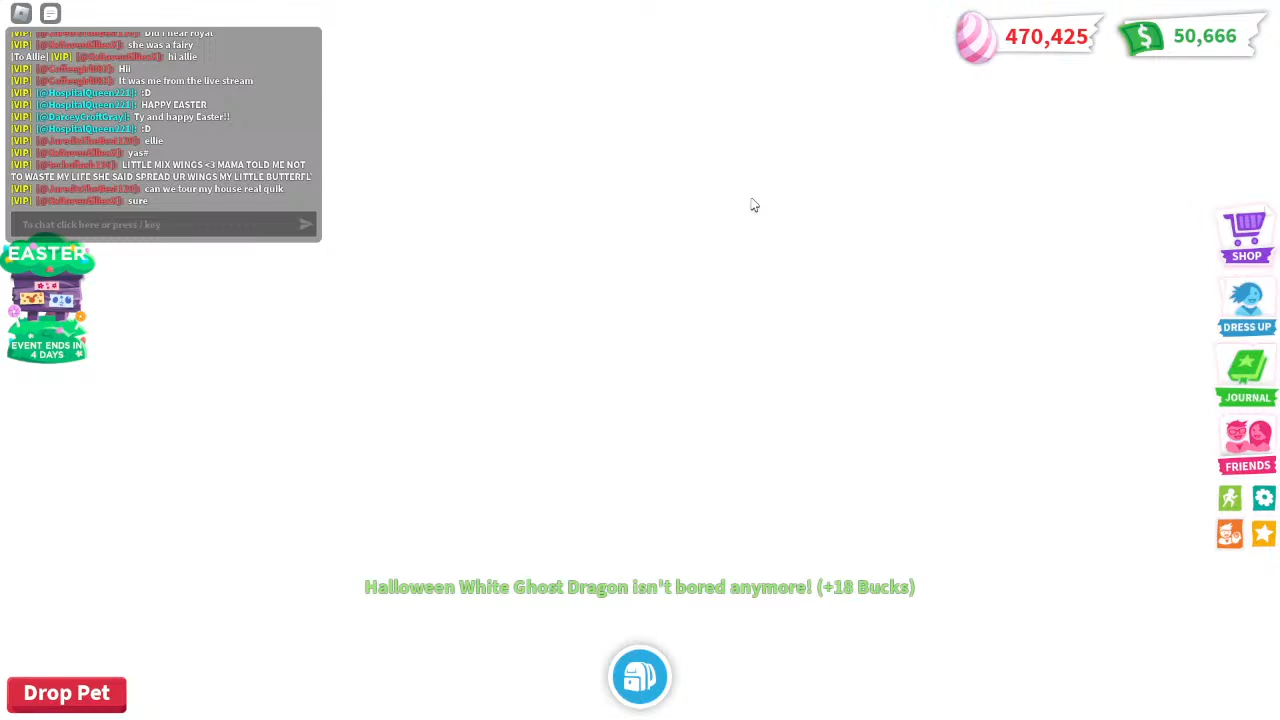 [VIP] Did I hear royal
[VIP] she was a fairy
[To Allie] [VIP] hi allie
[VIP] Hii
[VIP] It was me from the live stream
[VIP] [@HospitalQueen221]: :D
[VIP] [@HospitalQueen221]: HAPPY EASTER
[VIP] [@DarceyCroftGray]: Ty and happy Easter!!
[VIP] [@HospitalQueen221]: :D
[VIP] ellie
[VIP] yas#
[VIP] LITTLE MIX WINGS <3 MAMA TOLD ME NOT
TO WASTE MY LIFE SHE SAID SPREAD UR WINGS MY LITTLE BUTTERFL
[VIP] can we tour my house real quik
[VIP] sure
To chat click here or press / key
470,425
50,666
EASTER
EVENT ENDS IN
4 DAYS
SHOP
DRESS UP
JOURNAL
FRIENDS
Halloween White Ghost Dragon isn't bored anymore! (+18 Bucks)
Drop Pet